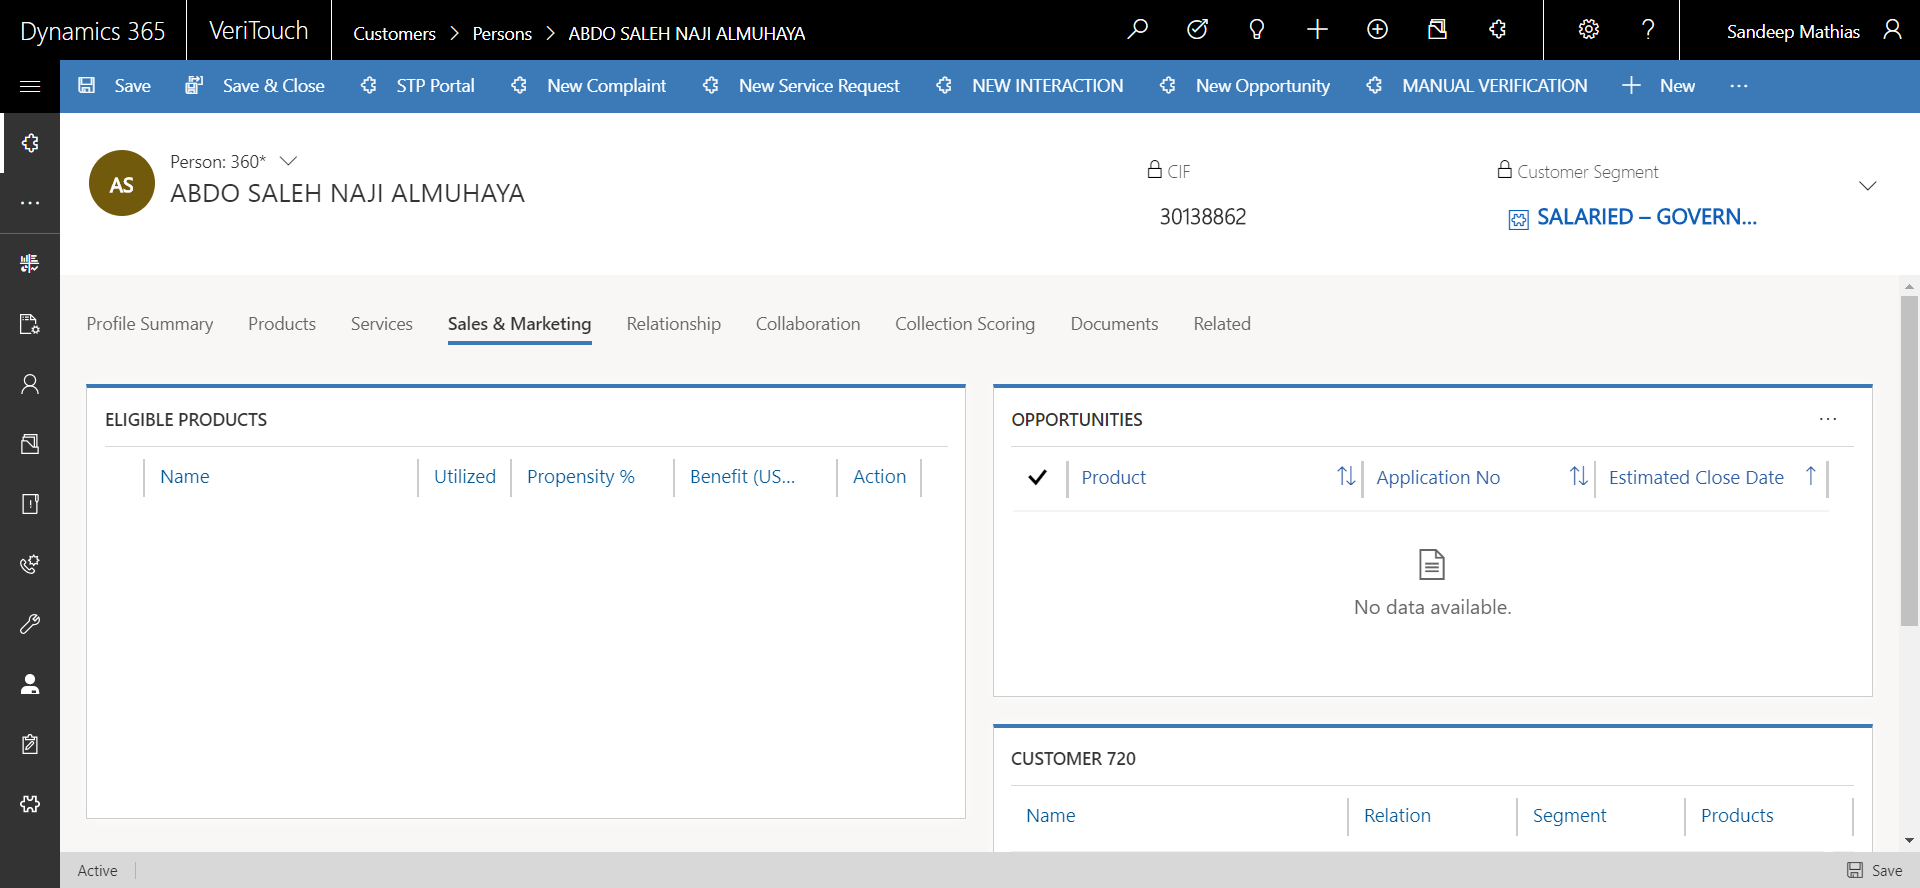 Dynamics 365
VeriTouch
Customers > Persons > ABDO SALEH NAJI ALMUHAYA
Sandeep Mathias
Save
Save & Close
STP Portal
New Complaint
New Service Request
NEW INTERACTION
New Opportunity
MANUAL VERIFICATION
New
AS
Person: 360*
ABDO SALEH NAJI ALMUHAYA
CIF
30138862
Customer Segment
SALARIED – GOVERN...
Profile Summary
Products
Services
Sales & Marketing
Relationship
Collaboration
Collection Scoring
Documents
Related
ELIGIBLE PRODUCTS
Name
Utilized
Propensity %
Benefit (US...
Action
OPPORTUNITIES
Product
Application No
Estimated Close Date
No data available.
CUSTOMER 720
Name
Relation
Segment
Products
Active
Save